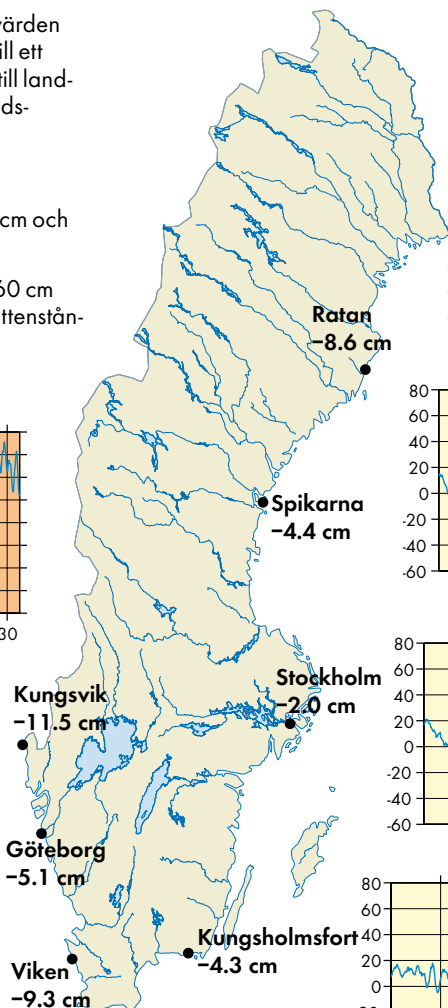 värden
ill ett
till land-
ds-
cm och
60 cm
ttenstån-
30
Ratan
−8.6 cm
Spikarna
−4.4 cm
Stockholm
−2.0 cm
Kungsvik
−11.5 cm
Göteborg
−5.1 cm
Kungsholmsfort
−4.3 cm
Viken
−9.3 cm
80
60
40
20
0
-20
-40
-60
80
60
40
20
0
-20
-40
-60
80
60
40
20
0